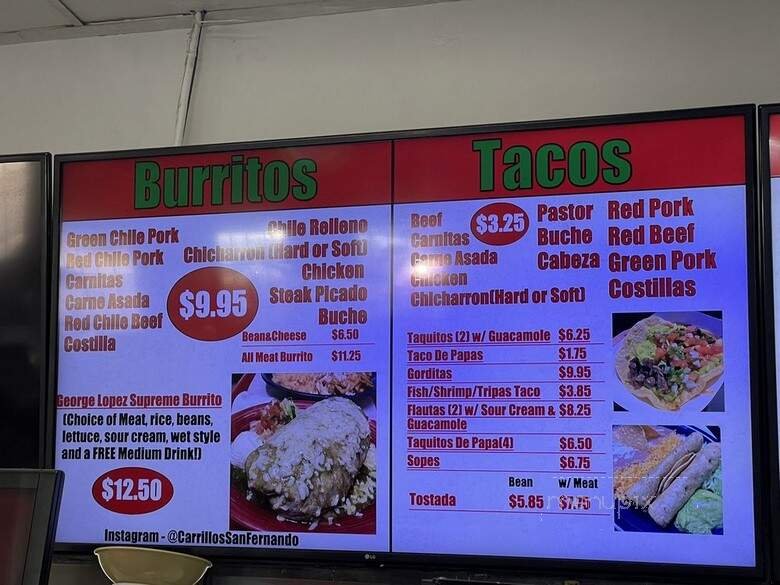 Burritos
Green Chile Pork
Red Chile Pork
Carnitas
Carne Asada
Red Chile Beef
Costilla
$9.95
Chile Relleno
Chicharron (Hard or Soft)
Chicken
Steak Picado
Buche
Bean&Cheese $6.50
All Meat Burrito $11.25
George Lopez Supreme Burrito
(Choice of Meat, rice, beans,
lettuce, sour cream, wet style
and a FREE Medium Drink!)
$12.50
Instagram - @CarrillosSanFernando
Tacos
Beef
Carnitas
Carne Asada
Chicken
Chicharron(Hard or Soft)
$3.25
Pastor
Buche
Cabeza
Red Pork
Red Beef
Green Pork
Costillas
Taquitos (2) w/ Guacamole $6.25
Taco De Papas $1.75
Gorditas $9.95
Fish/Shrimp/Tripas Taco $3.85
Flautas (2) w/ Sour Cream & $8.25
Guacamole
Taquitos De Papa(4) $6.50
Sopes $6.75
Bean w/ Meat
Tostada $5.85 $7.75
LG